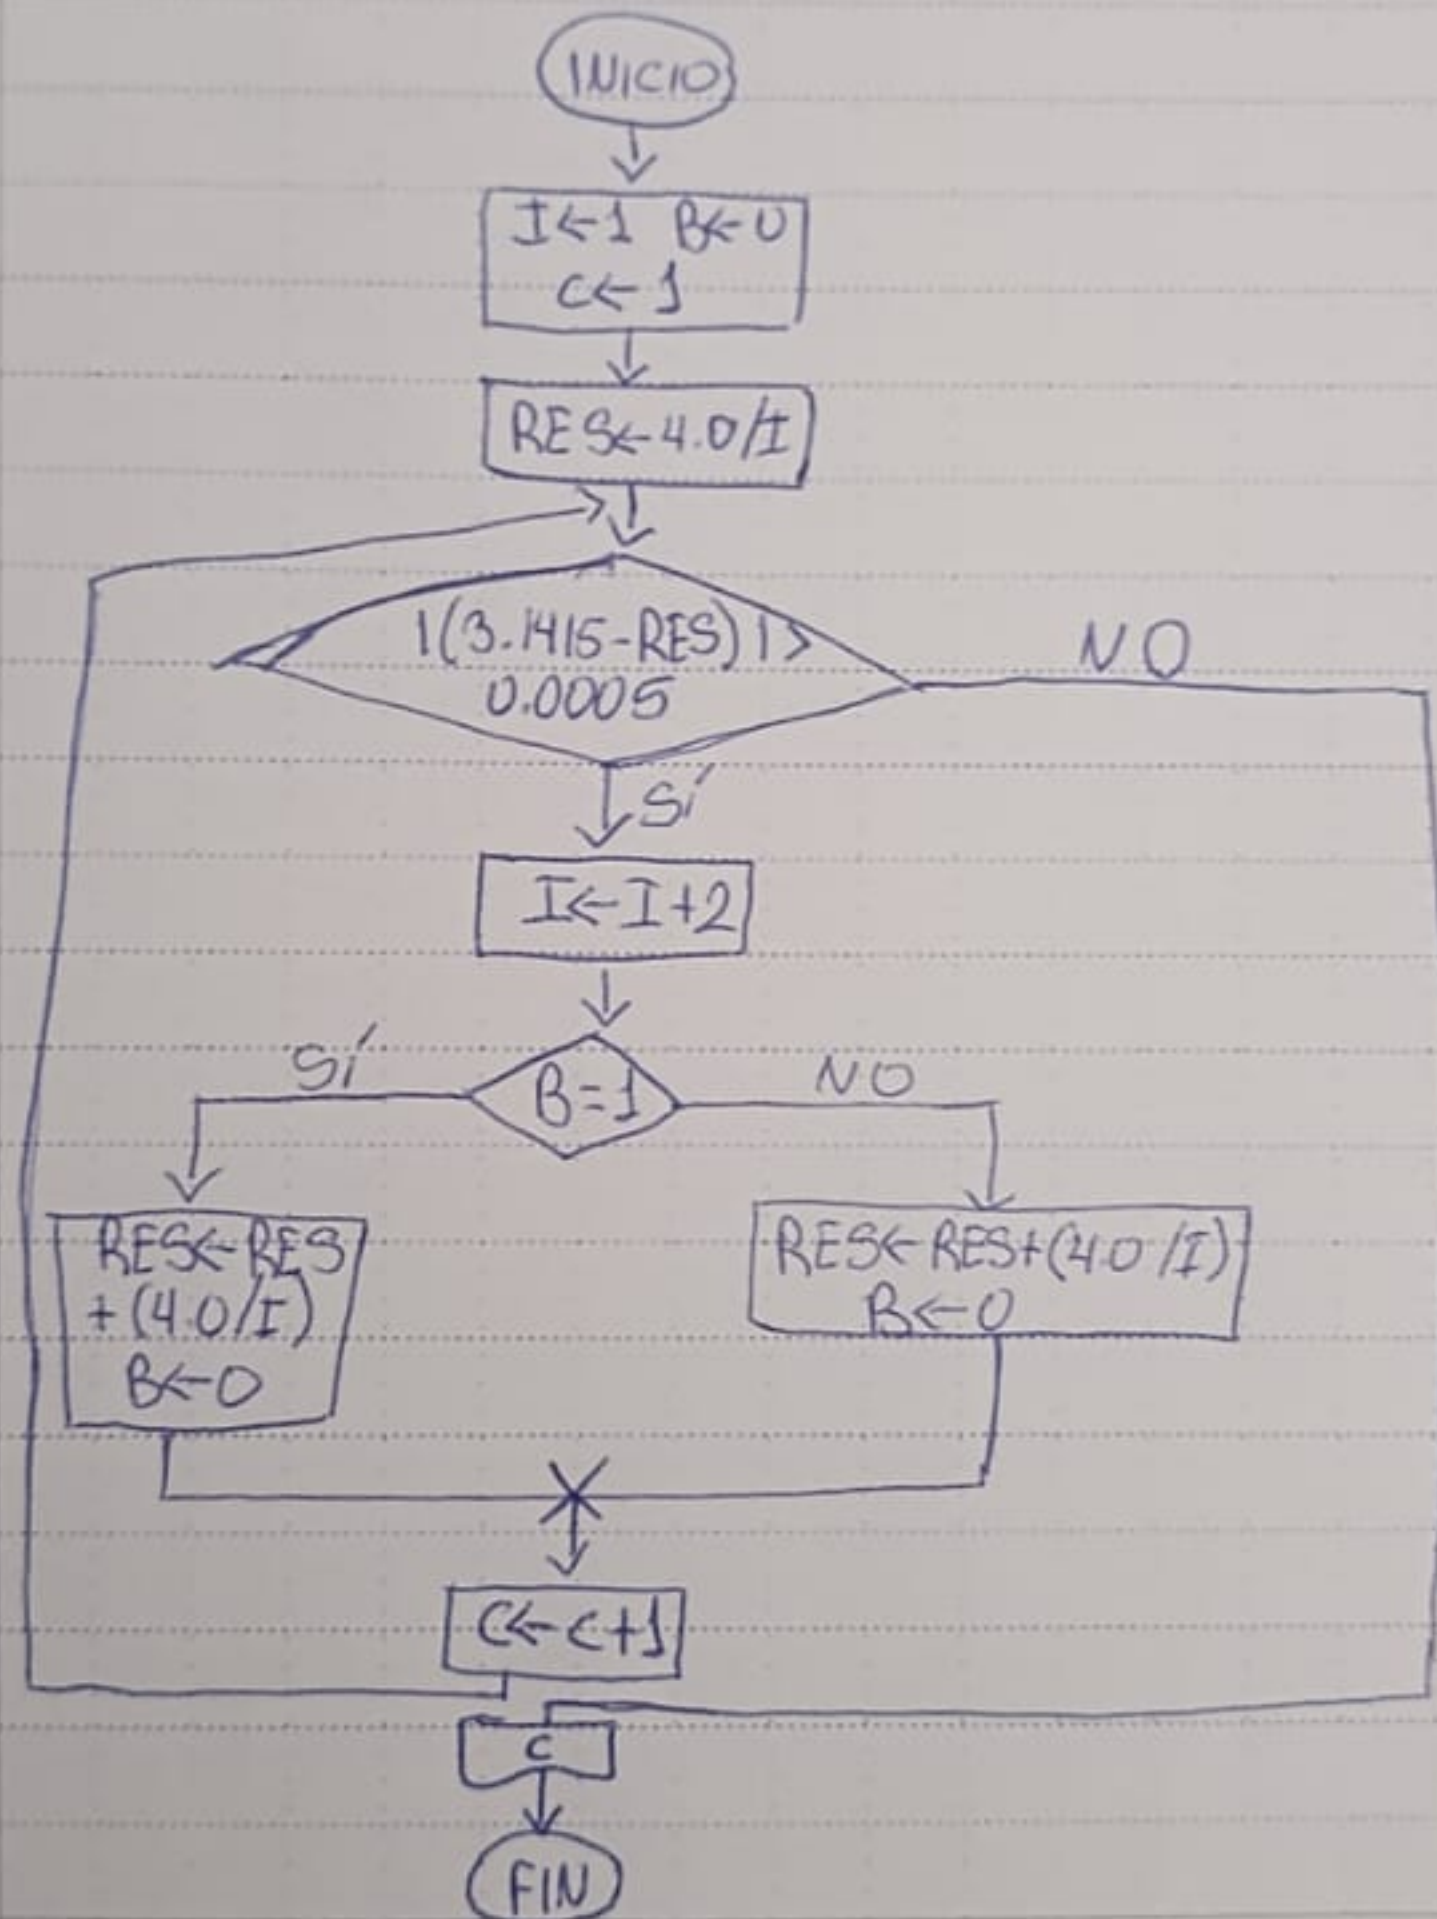 INICIO
I←1 B←0
C←1
RES←4.0/I
|(3.1415-RES)|>
0.0005
NO
SÍ
I←I+2
B=1
SÍ
NO
RES←RES
+(4.0/I)
B←0
RES←RES+(4.0/I)
B←0
C←C+1
C
FIN